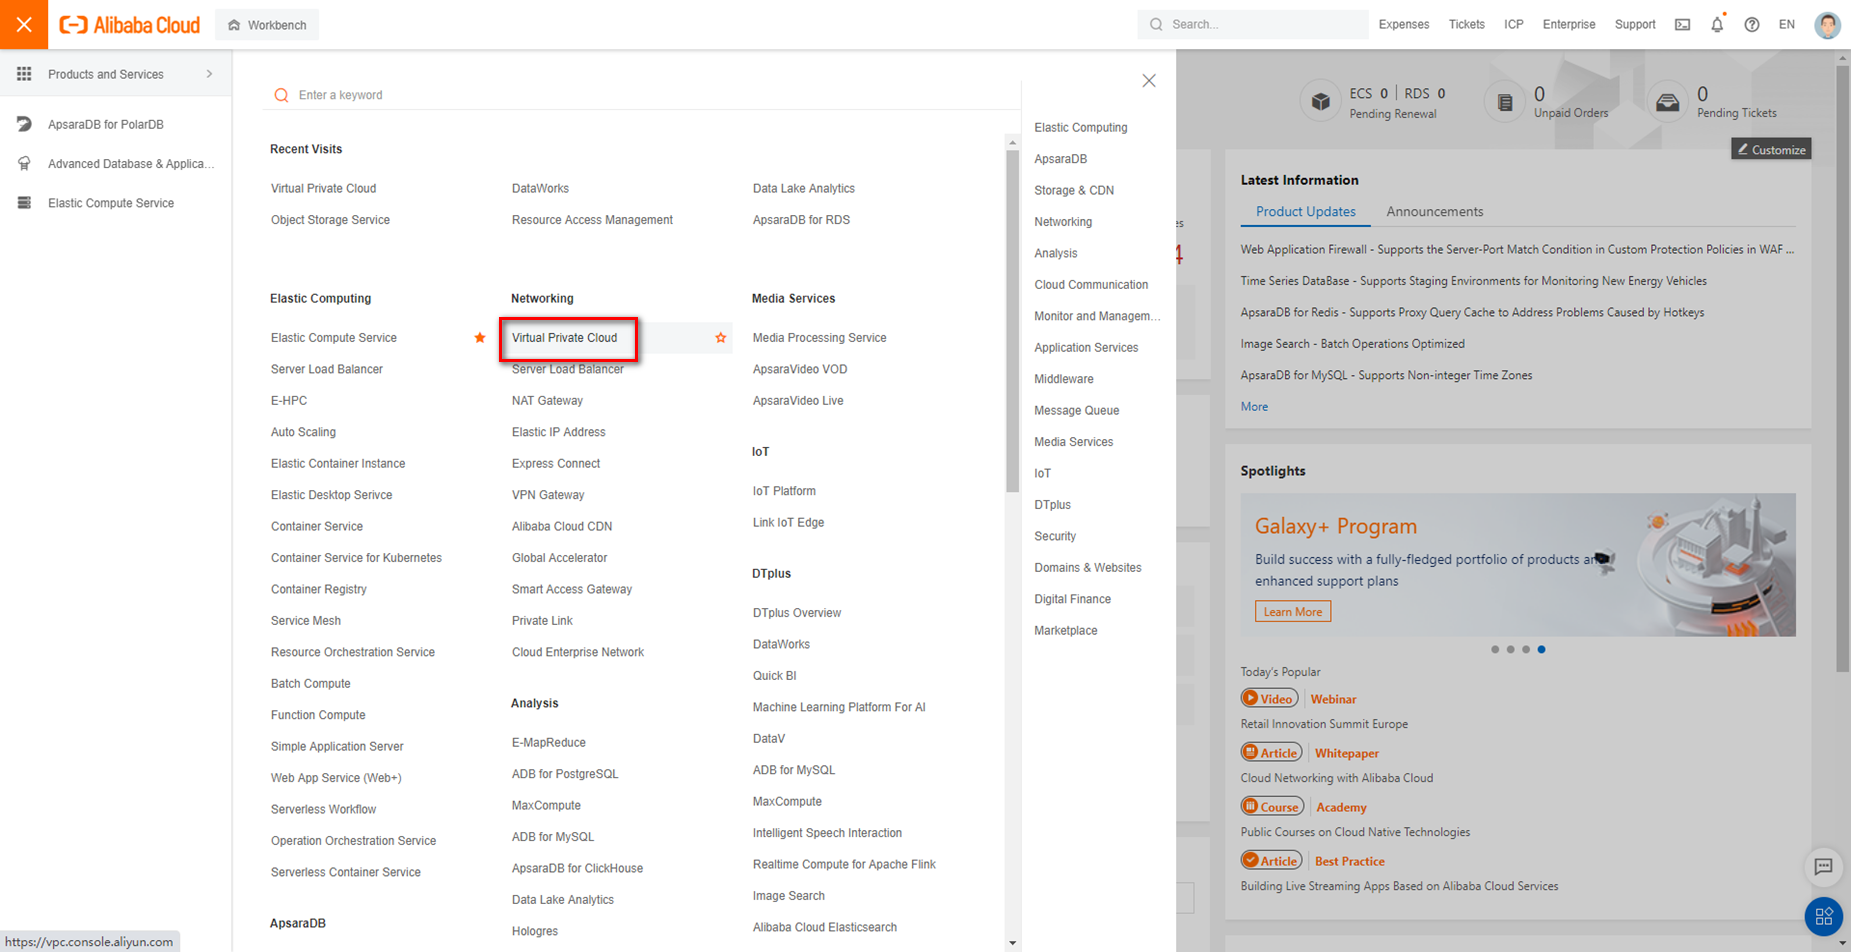 Alibaba Cloud
Workbench
Search...
Expenses
Tickets
ICP
Enterprise
Support
EN
Products and Services
ApsaraDB for PolarDB
Advanced Database & Applica...
Elastic Compute Service
Enter a keyword
Recent Visits
Virtual Private Cloud
DataWorks
Data Lake Analytics
Object Storage Service
Resource Access Management
ApsaraDB for RDS
Elastic Computing
Elastic Compute Service
Server Load Balancer
E-HPC
Auto Scaling
Elastic Container Instance
Elastic Desktop Serivce
Container Service
Container Service for Kubernetes
Container Registry
Service Mesh
Resource Orchestration Service
Batch Compute
Function Compute
Simple Application Server
Web App Service (Web+)
Serverless Workflow
Operation Orchestration Service
Serverless Container Service
ApsaraDB
Networking
Virtual Private Cloud
Server Load Balancer
NAT Gateway
Elastic IP Address
Express Connect
VPN Gateway
Alibaba Cloud CDN
Global Accelerator
Smart Access Gateway
Private Link
Cloud Enterprise Network
Analysis
E-MapReduce
ADB for PostgreSQL
MaxCompute
ADB for MySQL
ApsaraDB for ClickHouse
Data Lake Analytics
Hologres
Media Services
Media Processing Service
ApsaraVideo VOD
ApsaraVideo Live
IoT
IoT Platform
Link IoT Edge
DTplus
DTplus Overview
DataWorks
Quick BI
Machine Learning Platform For AI
DataV
ADB for MySQL
MaxCompute
Intelligent Speech Interaction
Realtime Compute for Apache Flink
Image Search
Alibaba Cloud Elasticsearch
Elastic Computing
ApsaraDB
Storage & CDN
Networking
Analysis
Cloud Communication
Monitor and Managem...
Application Services
Middleware
Message Queue
Media Services
IoT
DTplus
Security
Domains & Websites
Digital Finance
Marketplace
es
4
ECS 0 | RDS 0
Pending Renewal
0
Unpaid Orders
0
Pending Tickets
Customize
Latest Information
Product Updates
Announcements
Web Application Firewall - Supports the Server-Port Match Condition in Custom Protection Policies in WAF ...
Time Series DataBase - Supports Staging Environments for Monitoring New Energy Vehicles
ApsaraDB for Redis - Supports Proxy Query Cache to Address Problems Caused by Hotkeys
Image Search - Batch Operations Optimized
ApsaraDB for MySQL - Supports Non-integer Time Zones
More
Spotlights
Galaxy+ Program
Build success with a fully-fledged portfolio of products and
enhanced support plans
Learn More
Today's Popular
Video | Webinar
Retail Innovation Summit Europe
Article | Whitepaper
Cloud Networking with Alibaba Cloud
Course | Academy
Public Courses on Cloud Native Technologies
Article | Best Practice
Building Live Streaming Apps Based on Alibaba Cloud Services
https://vpc.console.aliyun.com